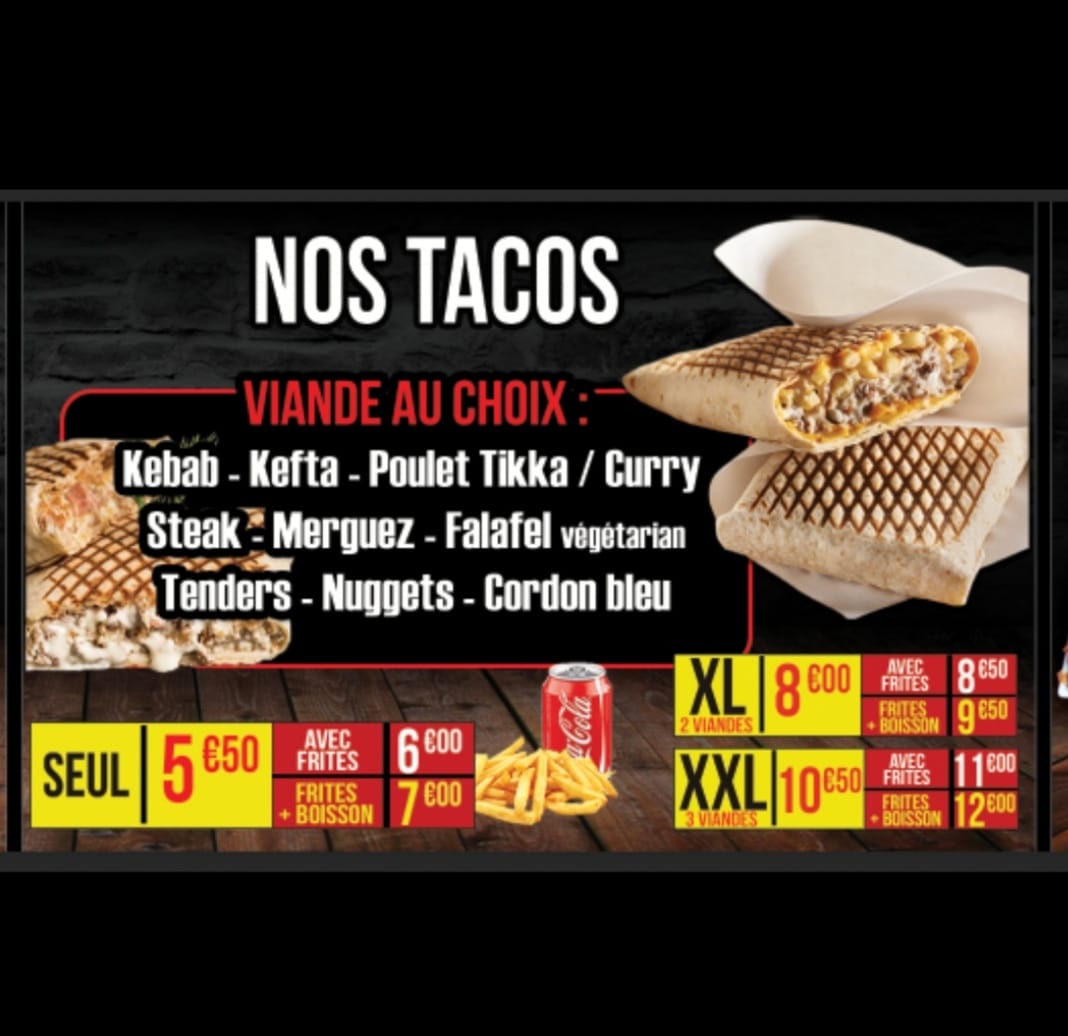 NOS TACOS
VIANDE AU CHOIX :
Kebab - Kefta - Poulet Tikka / Curry
Steak - Merguez - Falafel végétarian
Tenders - Nuggets - Cordon bleu
SEUL 5€50
AVEC FRITES 6€00
FRITES + BOISSON 7€00
Coca-Cola
XL 2 VIANDES 8€00
AVEC FRITES 8€50
FRITES + BOISSON 9€50
XXL 3 VIANDES 10€50
AVEC FRITES 11€00
FRITES + BOISSON 12€00